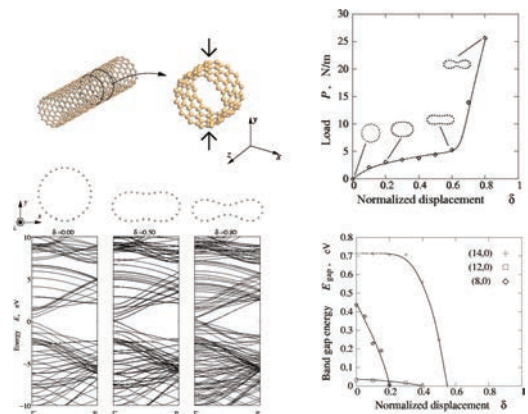 y
x
z
30
25
20
15
10
5
0
0 0.2 0.4 0.6 0.8 1
Load P, N/m
Normalized displacement δ
y
x
δ=0.00 δ=0.50 δ=0.80
10
5
0
-5
-10
Energy E, eV
0.8
0.7
0.6
0.5
0.4
0.3
0.2
0.1
0
0 0.2 0.4 0.6 0.8 1
Band gap energy E gap, eV
(14,0)
(12,0)
(8,0)
Normalized displacement δ